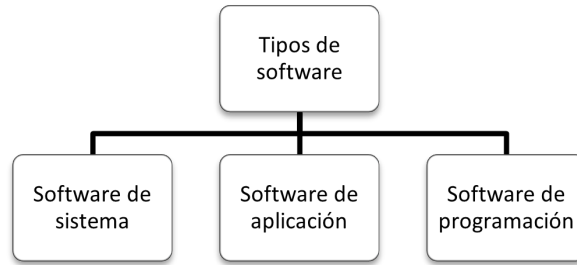 Tipos de
software
Software de
sistema
Software de
aplicación
Software de
programación